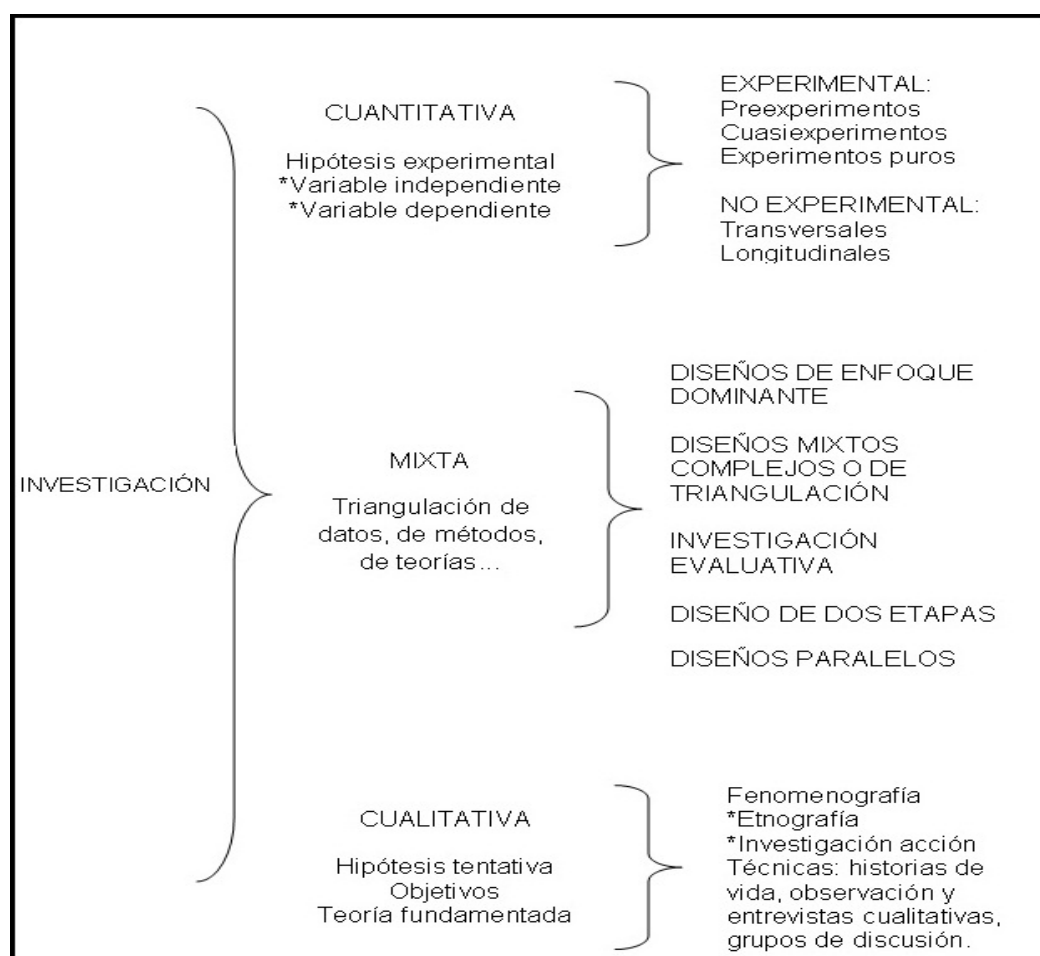 INVESTIGACIÓN
CUANTITATIVA
Hipótesis experimental
*Variable independiente
*Variable dependiente
EXPERIMENTAL:
Preexperimentos
Cuasiexperimentos
Experimentos puros
NO EXPERIMENTAL:
Transversales
Longitudinales
MIXTA
Triangulación de
datos, de métodos,
de teorías...
DISEÑOS DE ENFOQUE
DOMINANTE
DISEÑOS MIXTOS
COMPLEJOS O DE
TRIANGULACIÓN
INVESTIGACIÓN
EVALUATIVA
DISEÑO DE DOS ETAPAS
DISEÑOS PARALELOS
CUALITATIVA
Hipótesis tentativa
Objetivos
Teoría fundamentada
Fenomenografía
*Etnografía
*Investigación acción
Técnicas: historias de
vida, observación y
entrevistas cualitativas,
grupos de discusión.